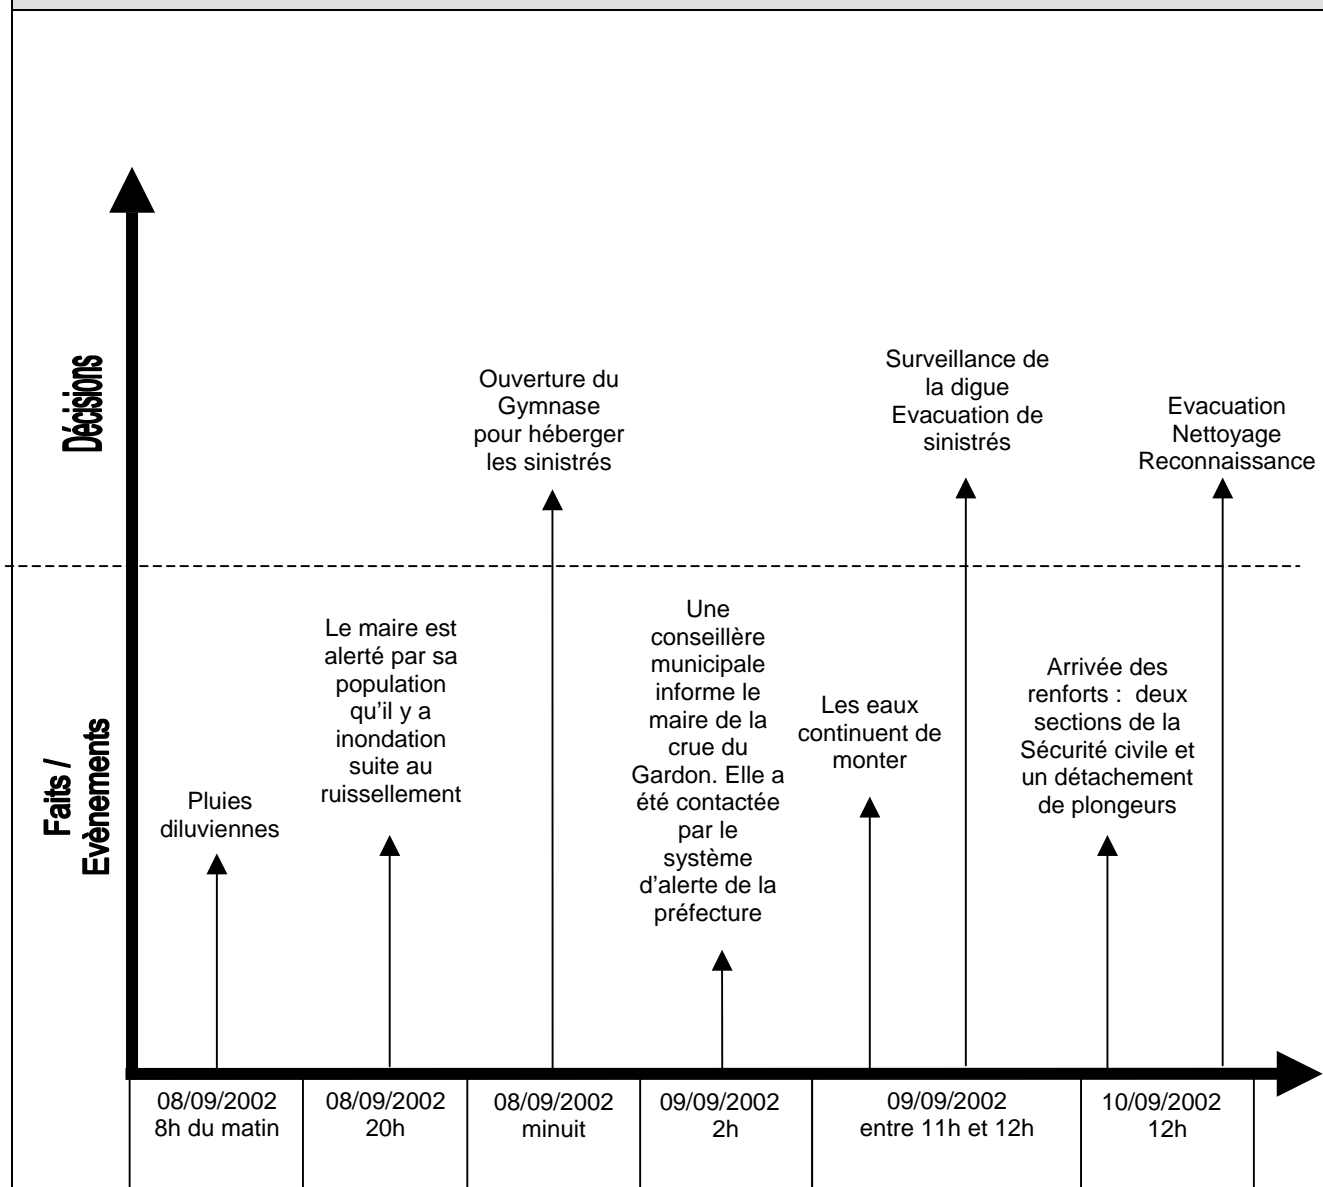 Décisions
Ouverture du
Gymnase
pour héberger
les sinistrés
Surveillance de
la digue
Evacuation de
sinistrés
Evacuation
Nettoyage
Reconnaissance
Faits /
Evènements
Pluies
diluviennes
Le maire est
alerté par sa
population
qu'il y a
inondation
suite au
ruissellement
Une
conseillère
municipale
informe le
maire de la
crue du
Gardon. Elle a
été contactée
par le
système
d'alerte de la
préfecture
Les eaux
continuent de
monter
Arrivée des
renforts : deux
sections de la
Sécurité civile et
un détachement
de plongeurs
08/09/2002
8h du matin
08/09/2002
20h
08/09/2002
minuit
09/09/2002
2h
09/09/2002
entre 11h et 12h
10/09/2002
12h